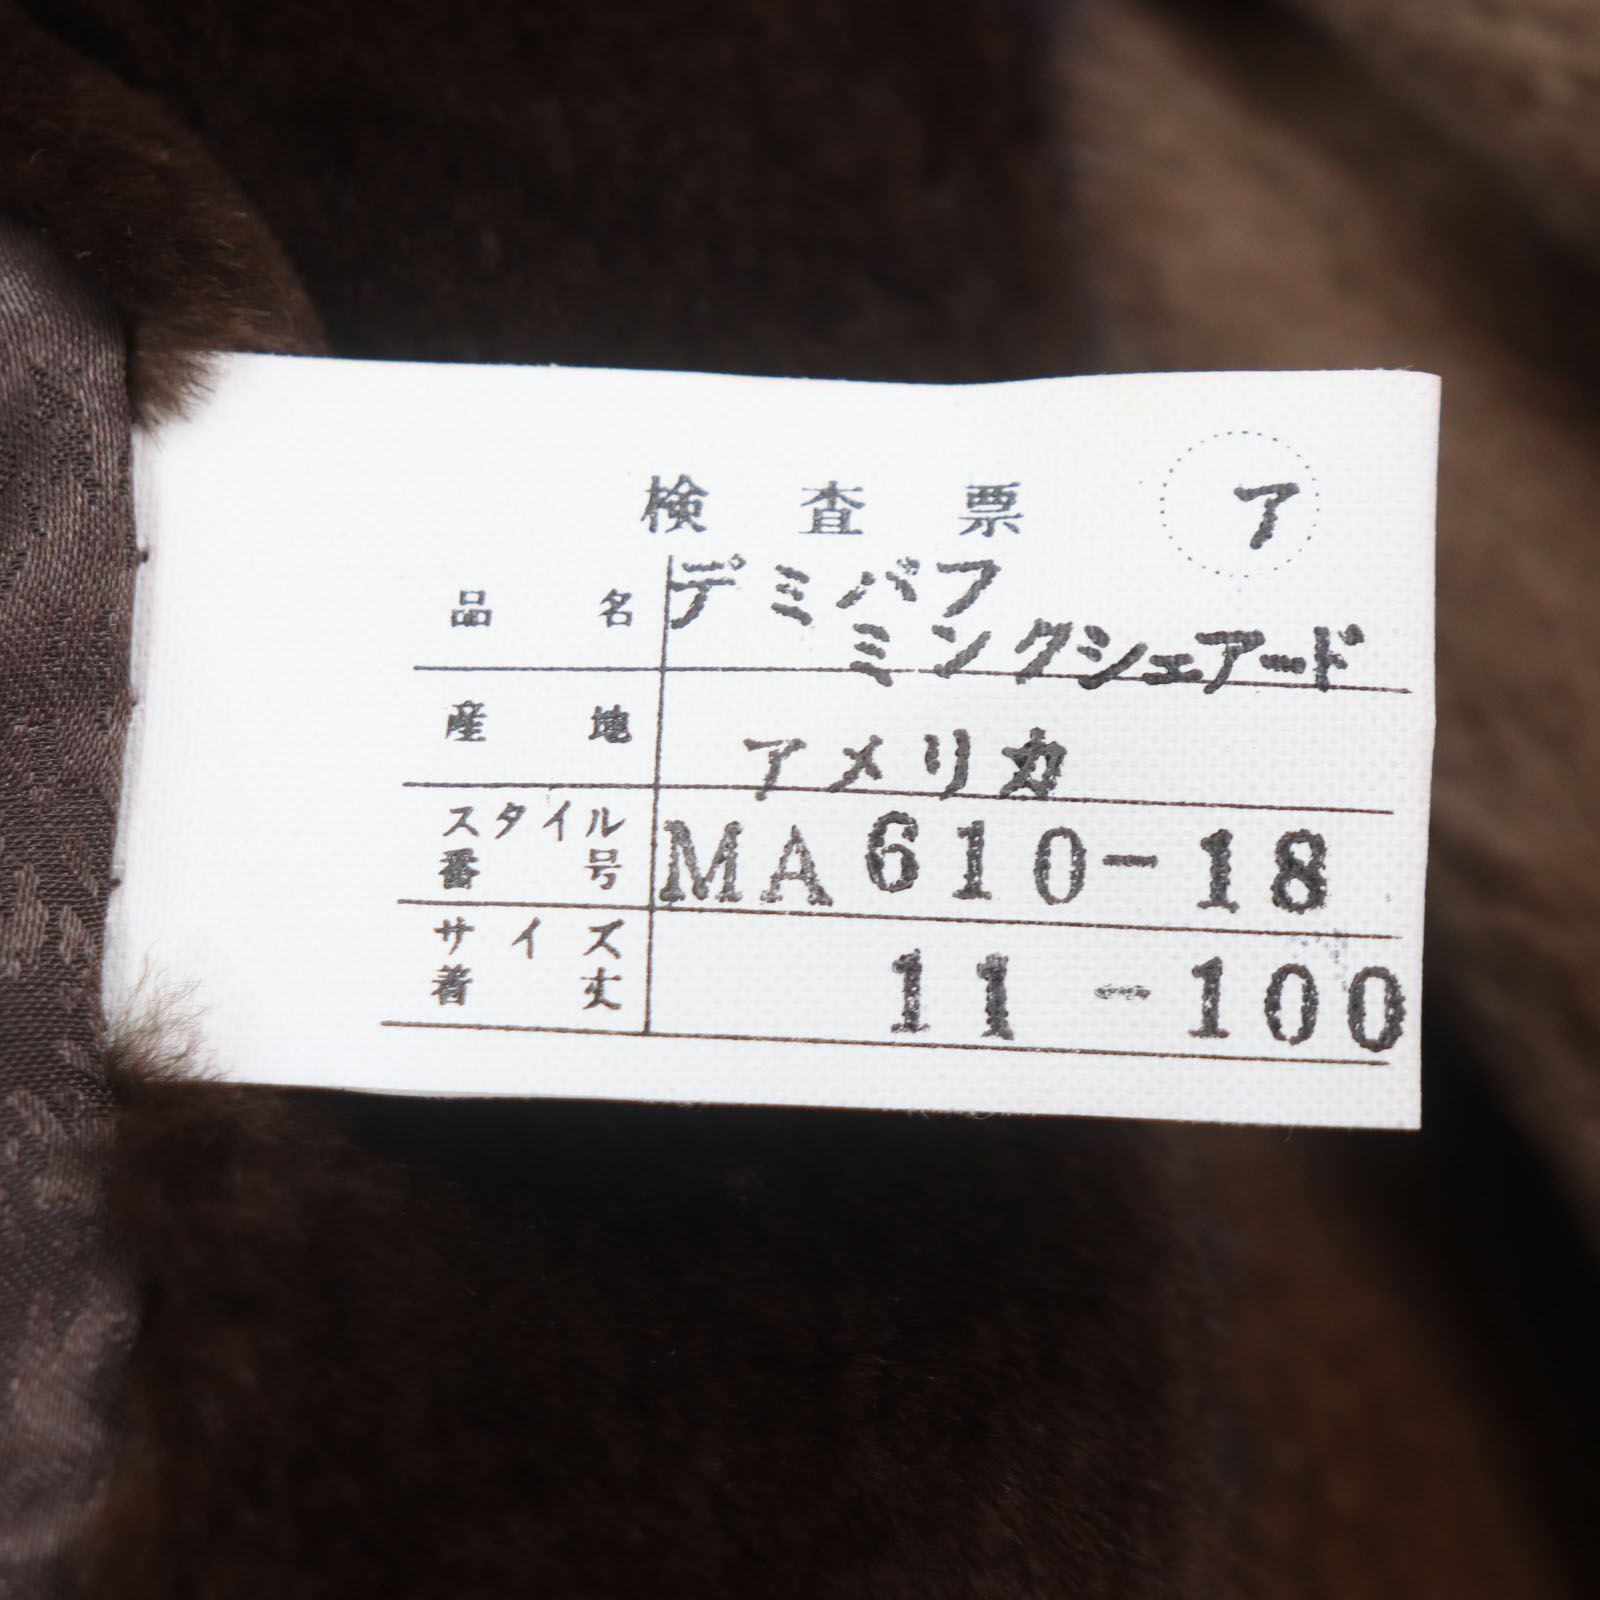 検査票 ア
品名 デミバフ
ミンクシェアード
産地 アメリカ
スタイル
番号 MA610-18
サイズ
着丈 11-100